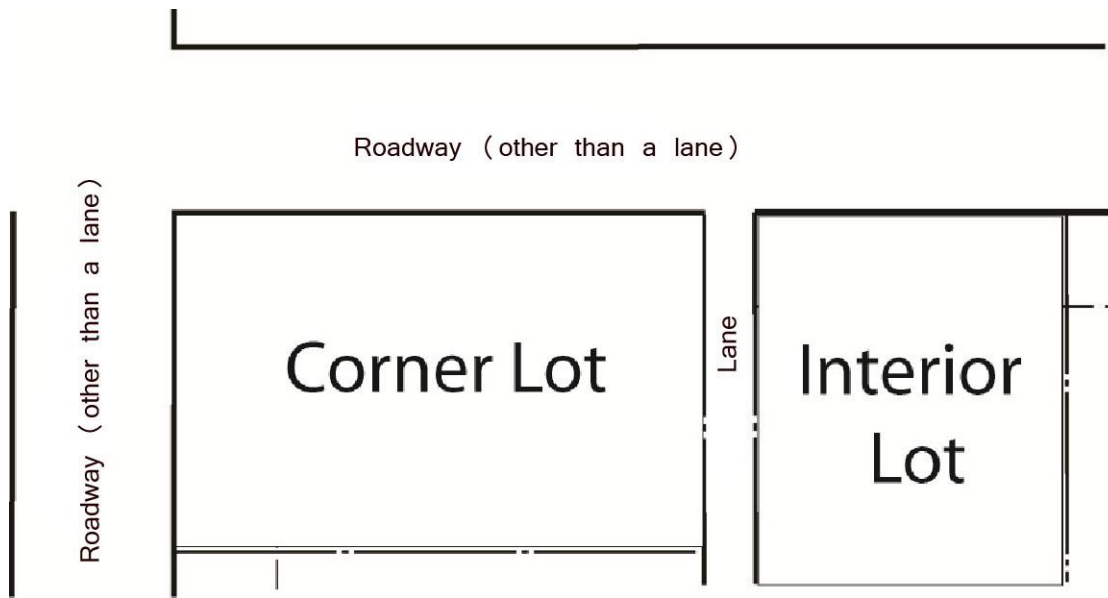 Roadway (other than a lane)
Roadway (other than a lane)
Corner Lot
Lane
Interior
Lot